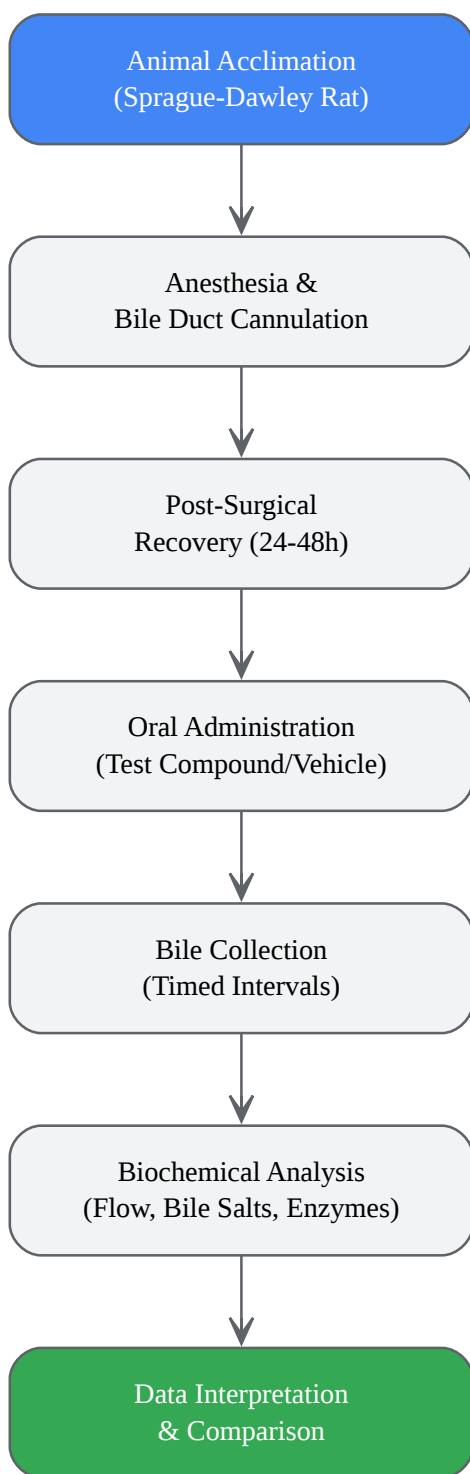 Animal Acclimation
(Sprague-Dawley Rat)
Anesthesia &
Bile Duct Cannulation
Post-Surgical
Recovery (24-48h)
Oral Administration
(Test Compound/Vehicle)
Bile Collection
(Timed Intervals)
Biochemical Analysis
(Flow, Bile Salts, Enzymes)
Data Interpretation
& Comparison